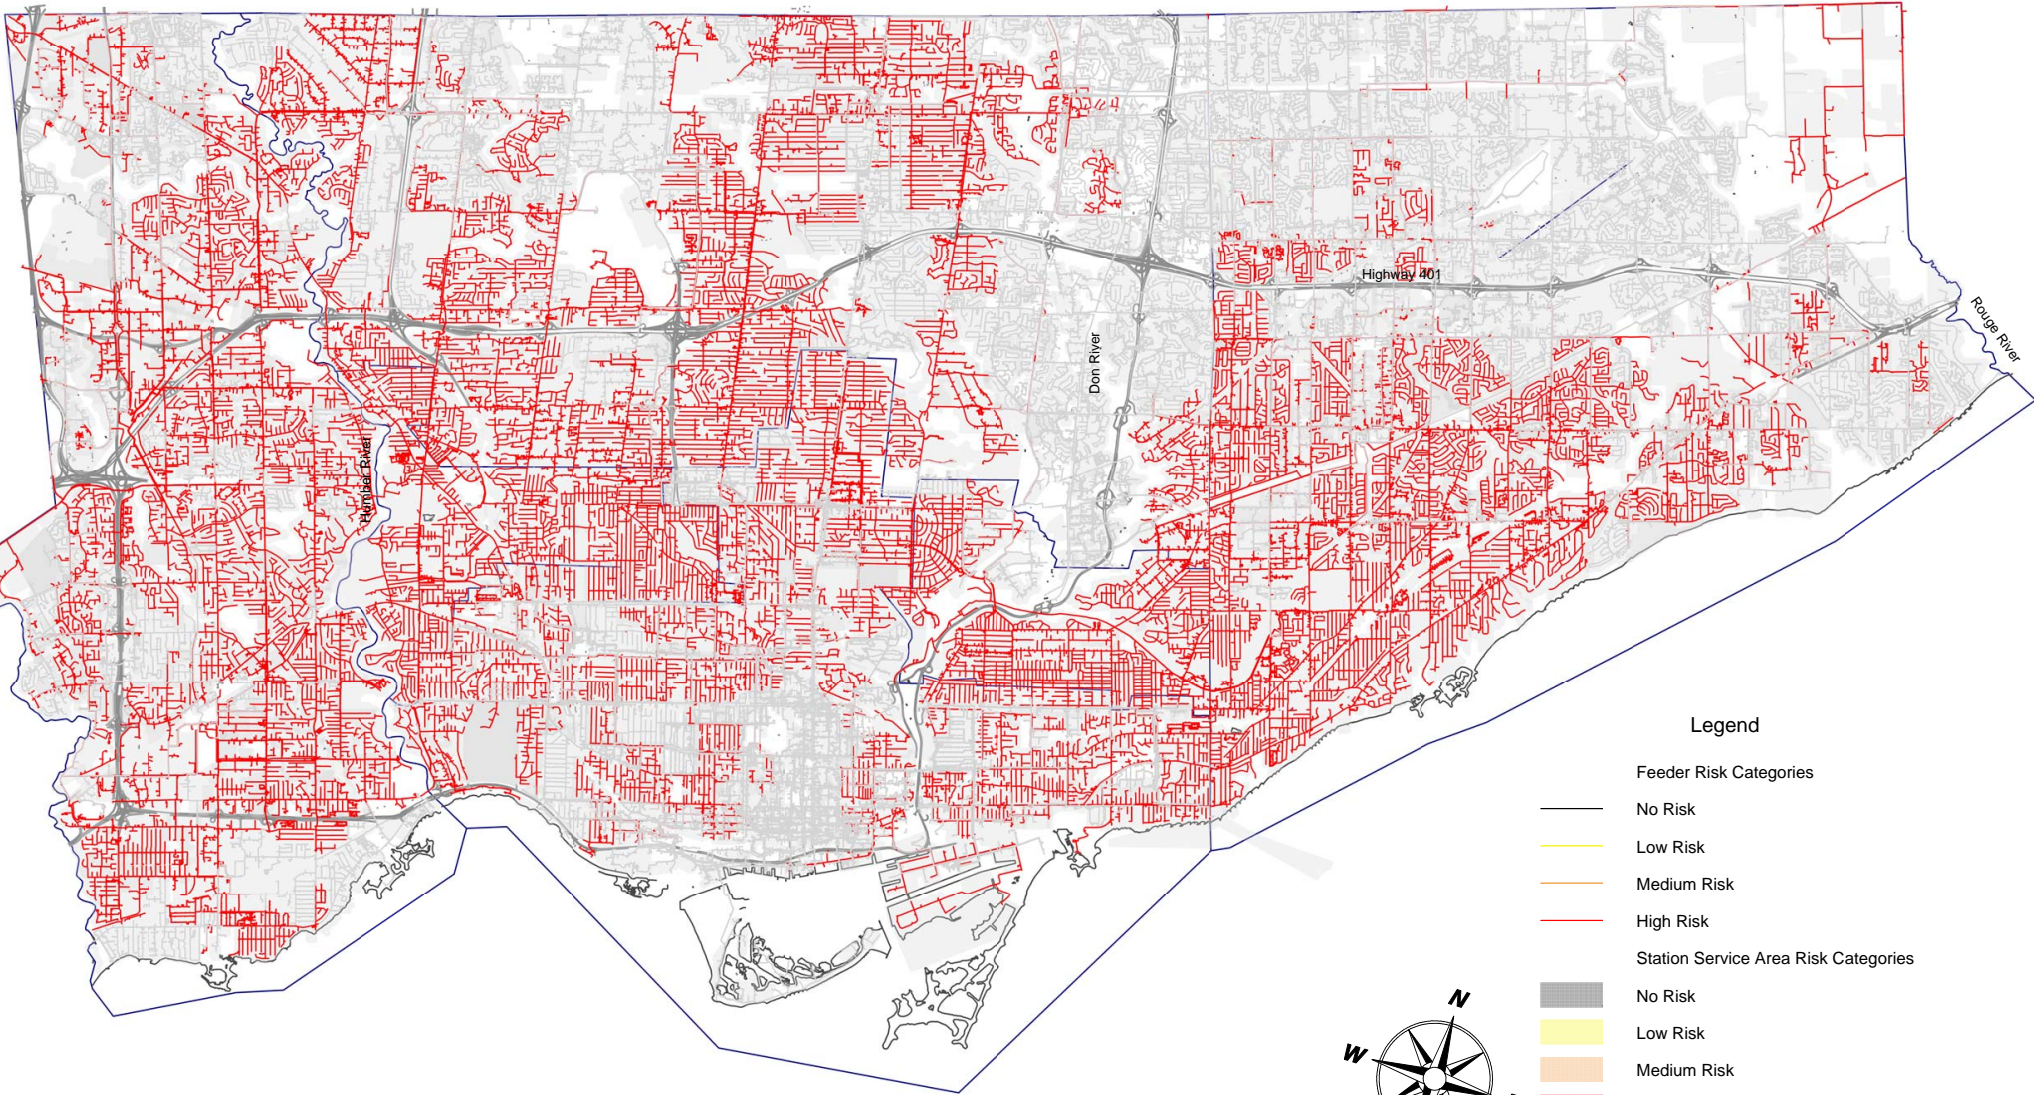 Highway 401
Rouge River
Don River
Humber River
Legend
Feeder Risk Categories
No Risk
Low Risk
Medium Risk
High Risk
Station Service Area Risk Categories
No Risk
Low Risk
Medium Risk
N
W